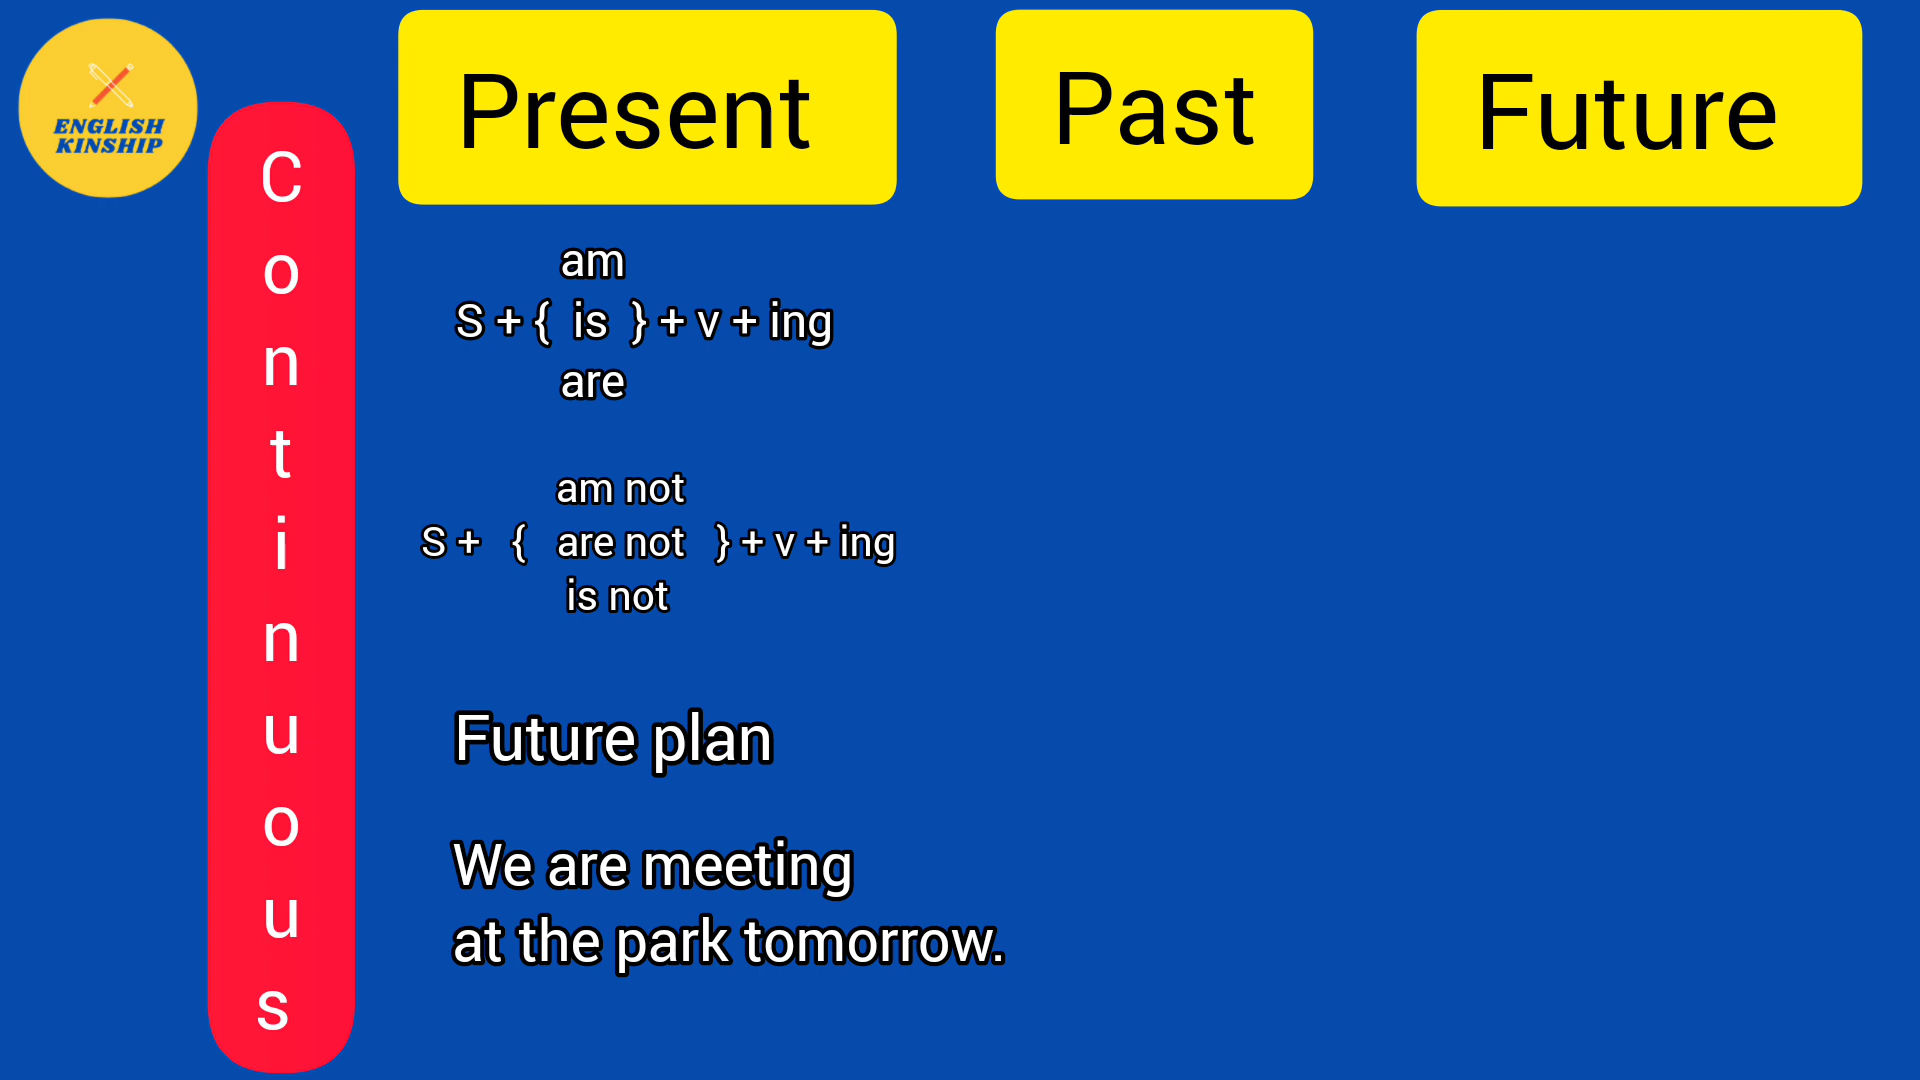 ENGLISH
KINSHIP
Continuous
Present
Past
Future
am
S + { is } + v + ing
are
am not
S + { are not } + v + ing
is not
Future plan
We are meeting
at the park tomorrow.